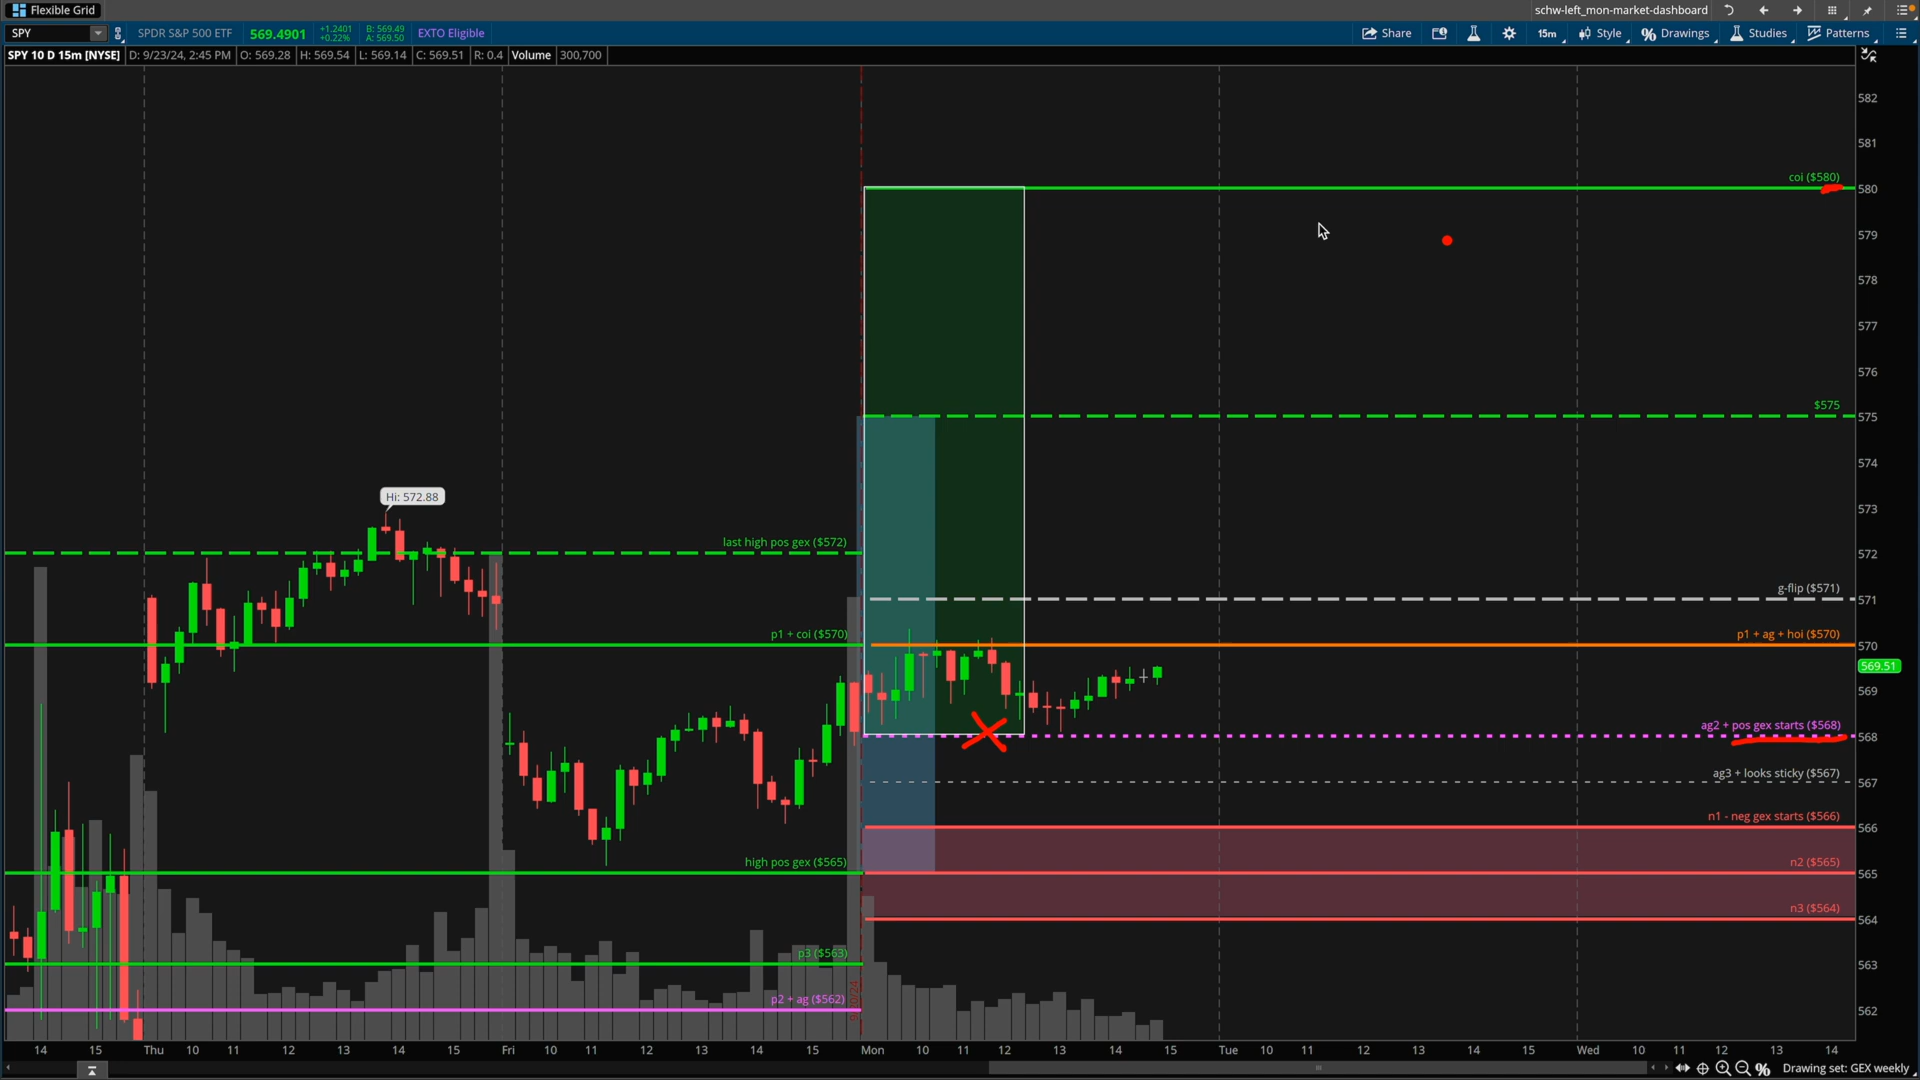 Flexible Grid
schw-left_mon-market-dashboard
SPY
SPDR S&P 500 ETF
569.4901
+1.2401
+0.22%
B: 569.49
A: 569.50
EXTO Eligible
Share
15m
Style
Drawings
Studies
Patterns
SPY 10 D 15m [NYSE]
D: 9/23/24, 2:45 PM
O: 569.28
H: 569.54
L: 569.14
C: 569.51
R: 0.4
Volume
300,700
582
581
coi ($580)
580
579
578
577
576
$575
575
574
Hi: 572.88
573
last high pos gex ($572)
572
g-flip ($571)
571
p1 + coi ($570)
p1 + ag + hoi ($570)
570
569.51
569
ag2 + pos gex starts ($568)
568
ag3 + looks sticky ($567)
567
n1 - neg gex starts ($566)
566
high pos gex ($565)
n2 ($565)
565
n3 ($564)
564
p3 ($563)
563
p2 + ag ($562)
562
14 15 Thu 10 11 12 13 14 15 Fri 10 11 12 13 14 15 Mon 10 11 12 13 14 15 Tue 10 11 12 13 14 15 Wed 10 11 12 13 14
Drawing set: GEX weekly